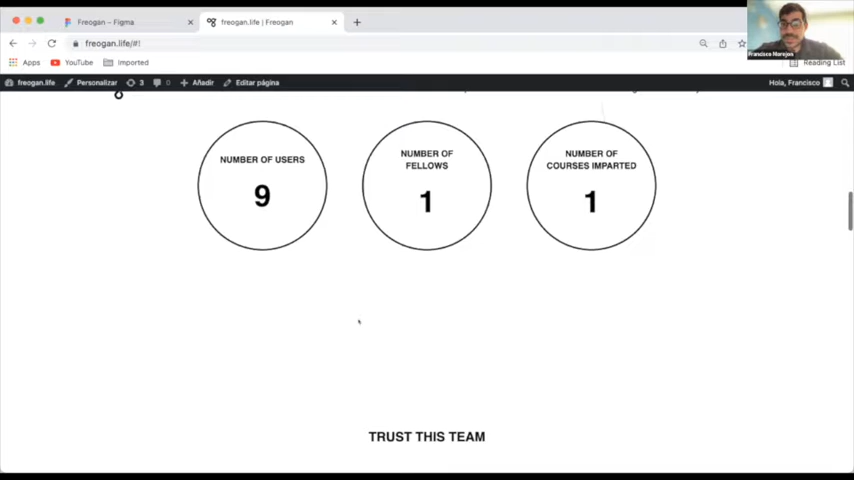 Freogan – Figma
freogan.life | Freogan
freogan.life/#!
Apps YouTube Imported
Reading List
Francisco Marejos
freogan.life Personalizar 3 0 Añadir Editar página
Hola, Francisco
NUMBER OF USERS
9
NUMBER OF
FELLOWS
1
NUMBER OF
COURSES IMPARTED
1
TRUST THIS TEAM